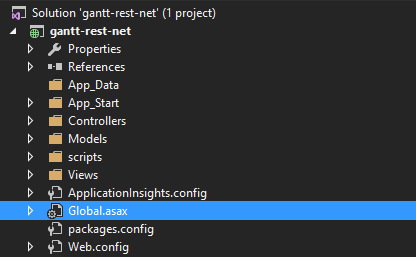 Solution 'gantt-rest-net' (1 project)
gantt-rest-net
Properties
References
App_Data
App_Start
Controllers
Models
scripts
Views
ApplicationInsights.config
Global.asax
packages.config
Web.config